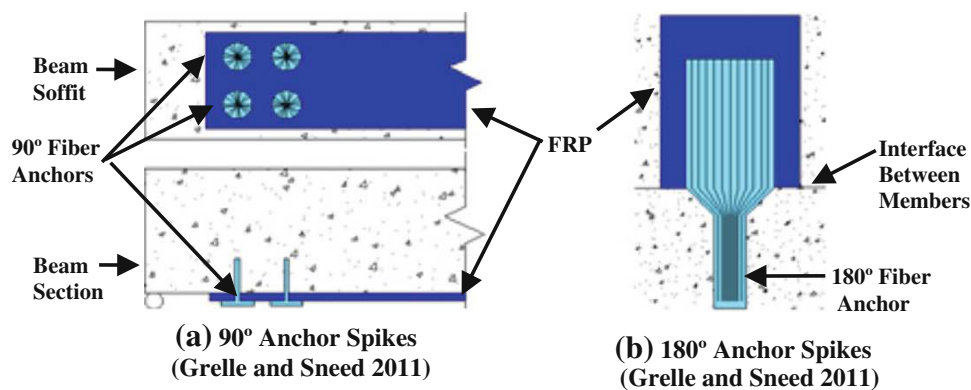 Beam
Soffit
90º Fiber
Anchors
Beam
Section
FRP
Interface
Between
Members
180º Fiber
Anchor
(a) 90º Anchor Spikes
(Grelle and Sneed 2011)
(b) 180º Anchor Spikes
(Grelle and Sneed 2011)